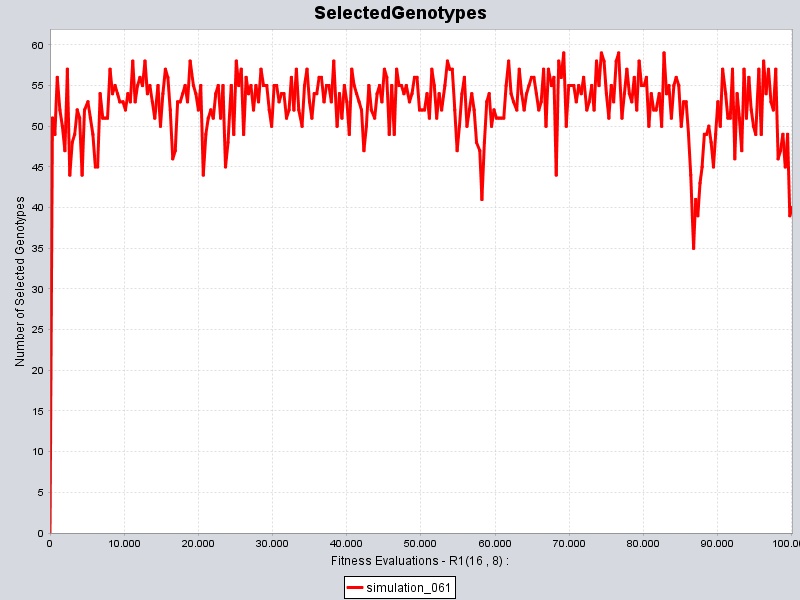 SelectedGenotypes
Number of Selected Genotypes
60
55
50
45
40
35
30
25
20
15
10
5
0
0 10.000 20.000 30.000 40.000 50.000 60.000 70.000 80.000 90.000 100.00
Fitness Evaluations - R1(16 , 8) :
simulation_061